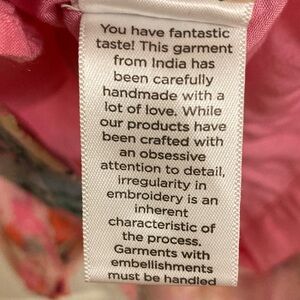 You have fantastic
taste! This garment
from India has
been carefully
handmade with a
lot of love. While
our products have
been crafted with
an obsessive
attention to detail,
irregularity in
embroidery is an
inherent
characteristic of
the process.
Garments with
embellishments
must be handled